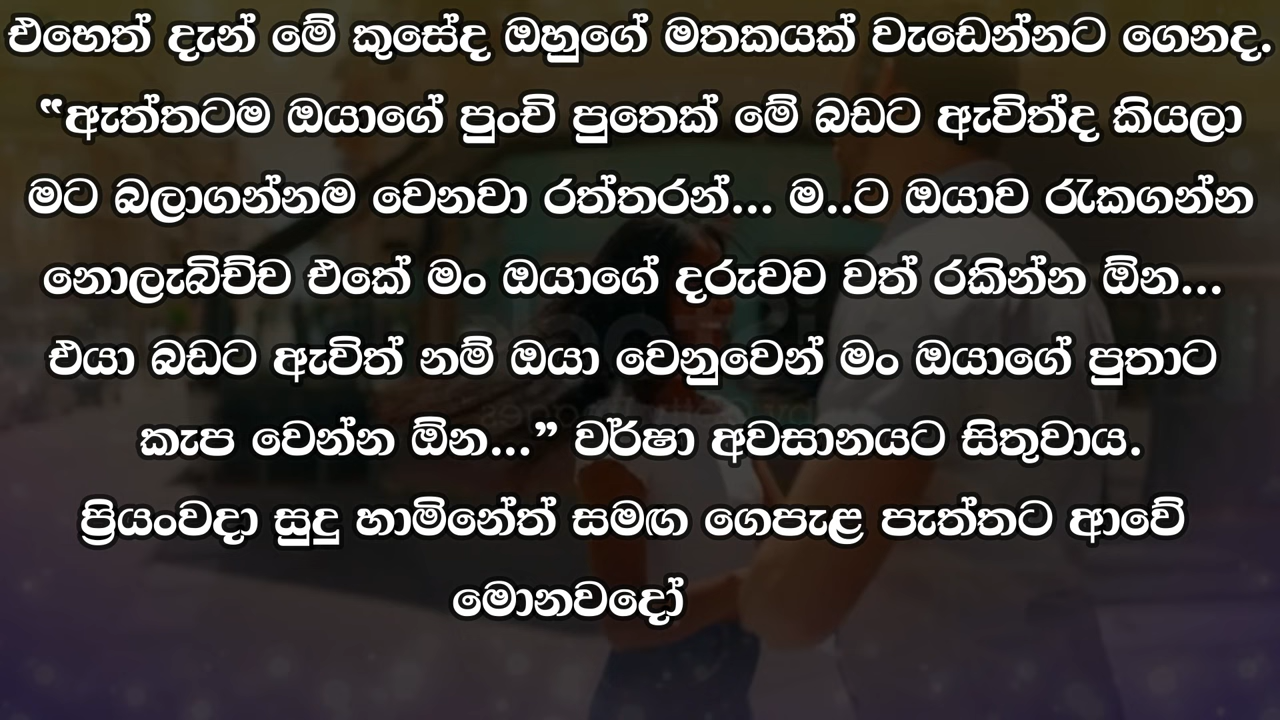 එහෙත් දැන් මේ කුසේද ඔහුගේ මතකයක් වැඩෙන්නට ගෙනද.
“ඇත්තටම ඔයාගේ පුංචි පුතෙක් මේ බඩට ඇවිත්ද කියලා
මට බලාගන්නම වෙනවා රත්තරන්... ම..ට ඔයාව රැකගන්න
නොලැබිච්ච එකේ මං ඔයාගේ දරුවව වත් රකින්න ඕන...
එයා බඩට ඇවිත් නම් ඔයා වෙනුවෙන් මං ඔයාගේ පුතාට
කැප වෙන්න ඕන...” වර්ෂා අවසානයට සිතුවාය.
ප්‍රියංවදා සුදු හාමිනේත් සමඟ ගෙපැළ පැත්තට ආවේ
මොනවදෝ